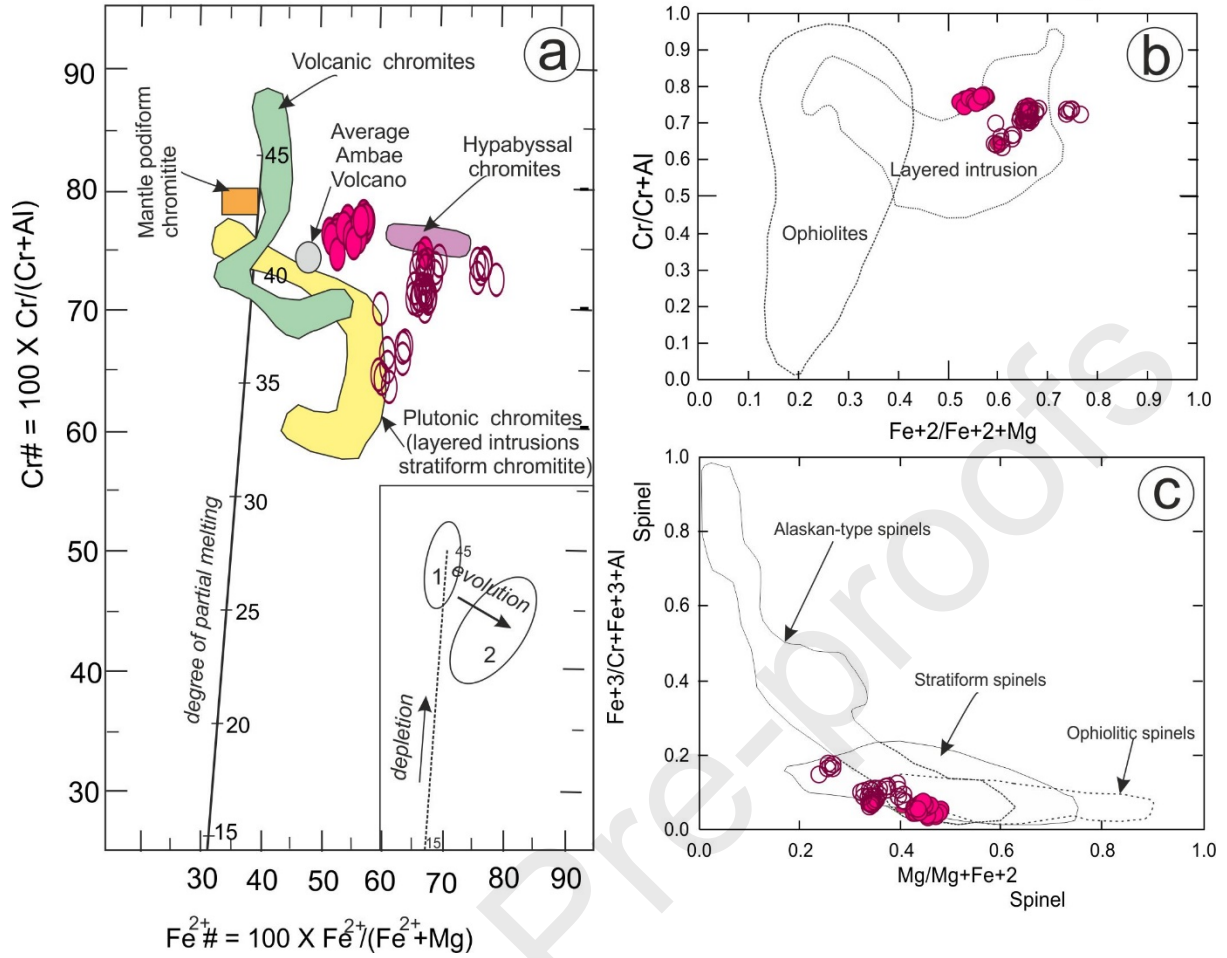 a
90
80
70
60
50
40
30
Cr# = 100 X Cr/(Cr+Al)
Volcanic chromites
Mantle podiform
chromitite
Average
Ambae
Volcano
Hypabyssal
chromites
45
40
35
30
25
20
15
degree of partial melting
Plutonic chromites
(layered intrusions
stratiform chromitite)
45
1
evolution
2
depletion
15
30 40 50 60 70 80 90
Fe2+# = 100 X Fe2+/(Fe2++Mg)
b
1.0
0.9
0.8
0.7
0.6
0.5
0.4
0.3
0.2
0.1
0.0
Cr/Cr+Al
Layered intrusion
Ophiolites
0.0 0.1 0.2 0.3 0.4 0.5 0.6 0.7 0.8 0.9 1.0
Fe+2/Fe+2+Mg
c
1.0
0.8
0.6
0.4
0.2
0.0
Spinel
Fe+3/Cr+Fe+3+Al
Alaskan-type spinels
Stratiform spinels
Ophiolitic spinels
0.0 0.2 0.4 0.6 0.8 1.0
Mg/Mg+Fe+2
Spinel
Pre-proofs